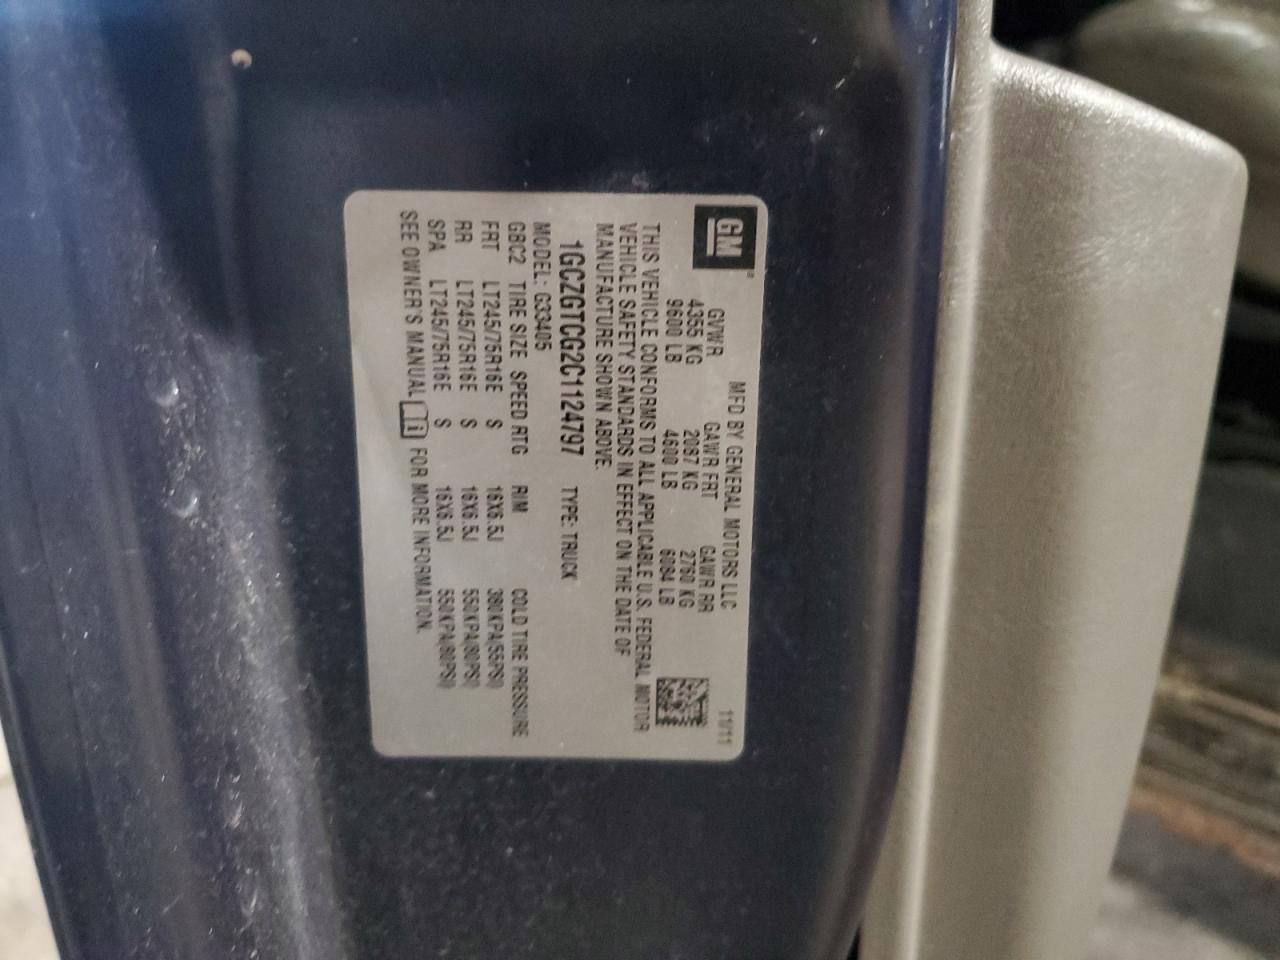 GM
MFD BY GENERAL MOTORS LLC 11/11
GVWR GAWR FRT GAWR RR
4355 KG 2087 KG 2760 KG
9600 LB 4600 LB 6084 LB
THIS VEHICLE CONFORMS TO ALL APPLICABLE U.S. FEDERAL MOTOR
VEHICLE SAFETY STANDARDS IN EFFECT ON THE DATE OF
MANUFACTURE SHOWN ABOVE.
1GCZGTCG2C1124797 TYPE: TRUCK
MODEL: G33405
GBC2 TIRE SIZE SPEED RTG RIM COLD TIRE PRESSURE
FRT LT245/75R16E S 16X6.5J 380KPA(55PSI)
RR LT245/75R16E S 16X6.5J 550KPA(80PSI)
SPA LT245/75R16E S 16X6.5J 550KPA(80PSI)
SEE OWNER'S MANUAL FOR MORE INFORMATION.